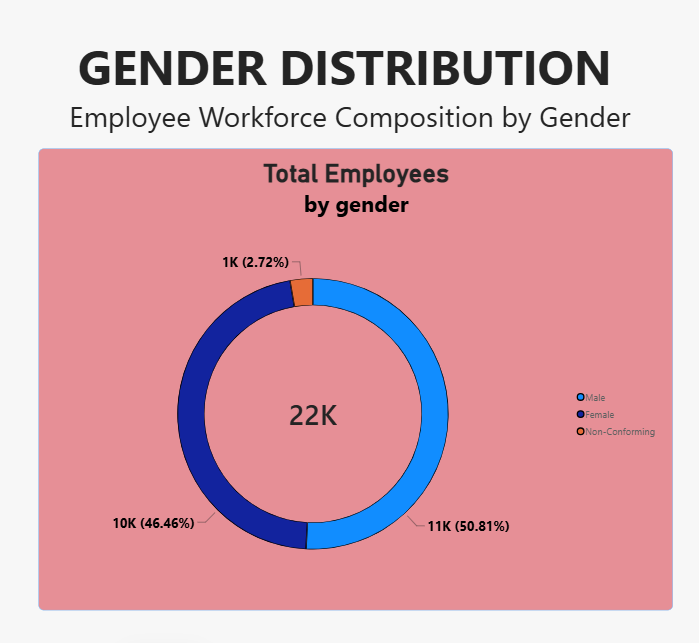 GENDER DISTRIBUTION
Employee Workforce Composition by Gender
Total Employees
by gender
1K (2.72%)
22K
Male
Female
Non-Conforming
10K (46.46%)
11K (50.81%)